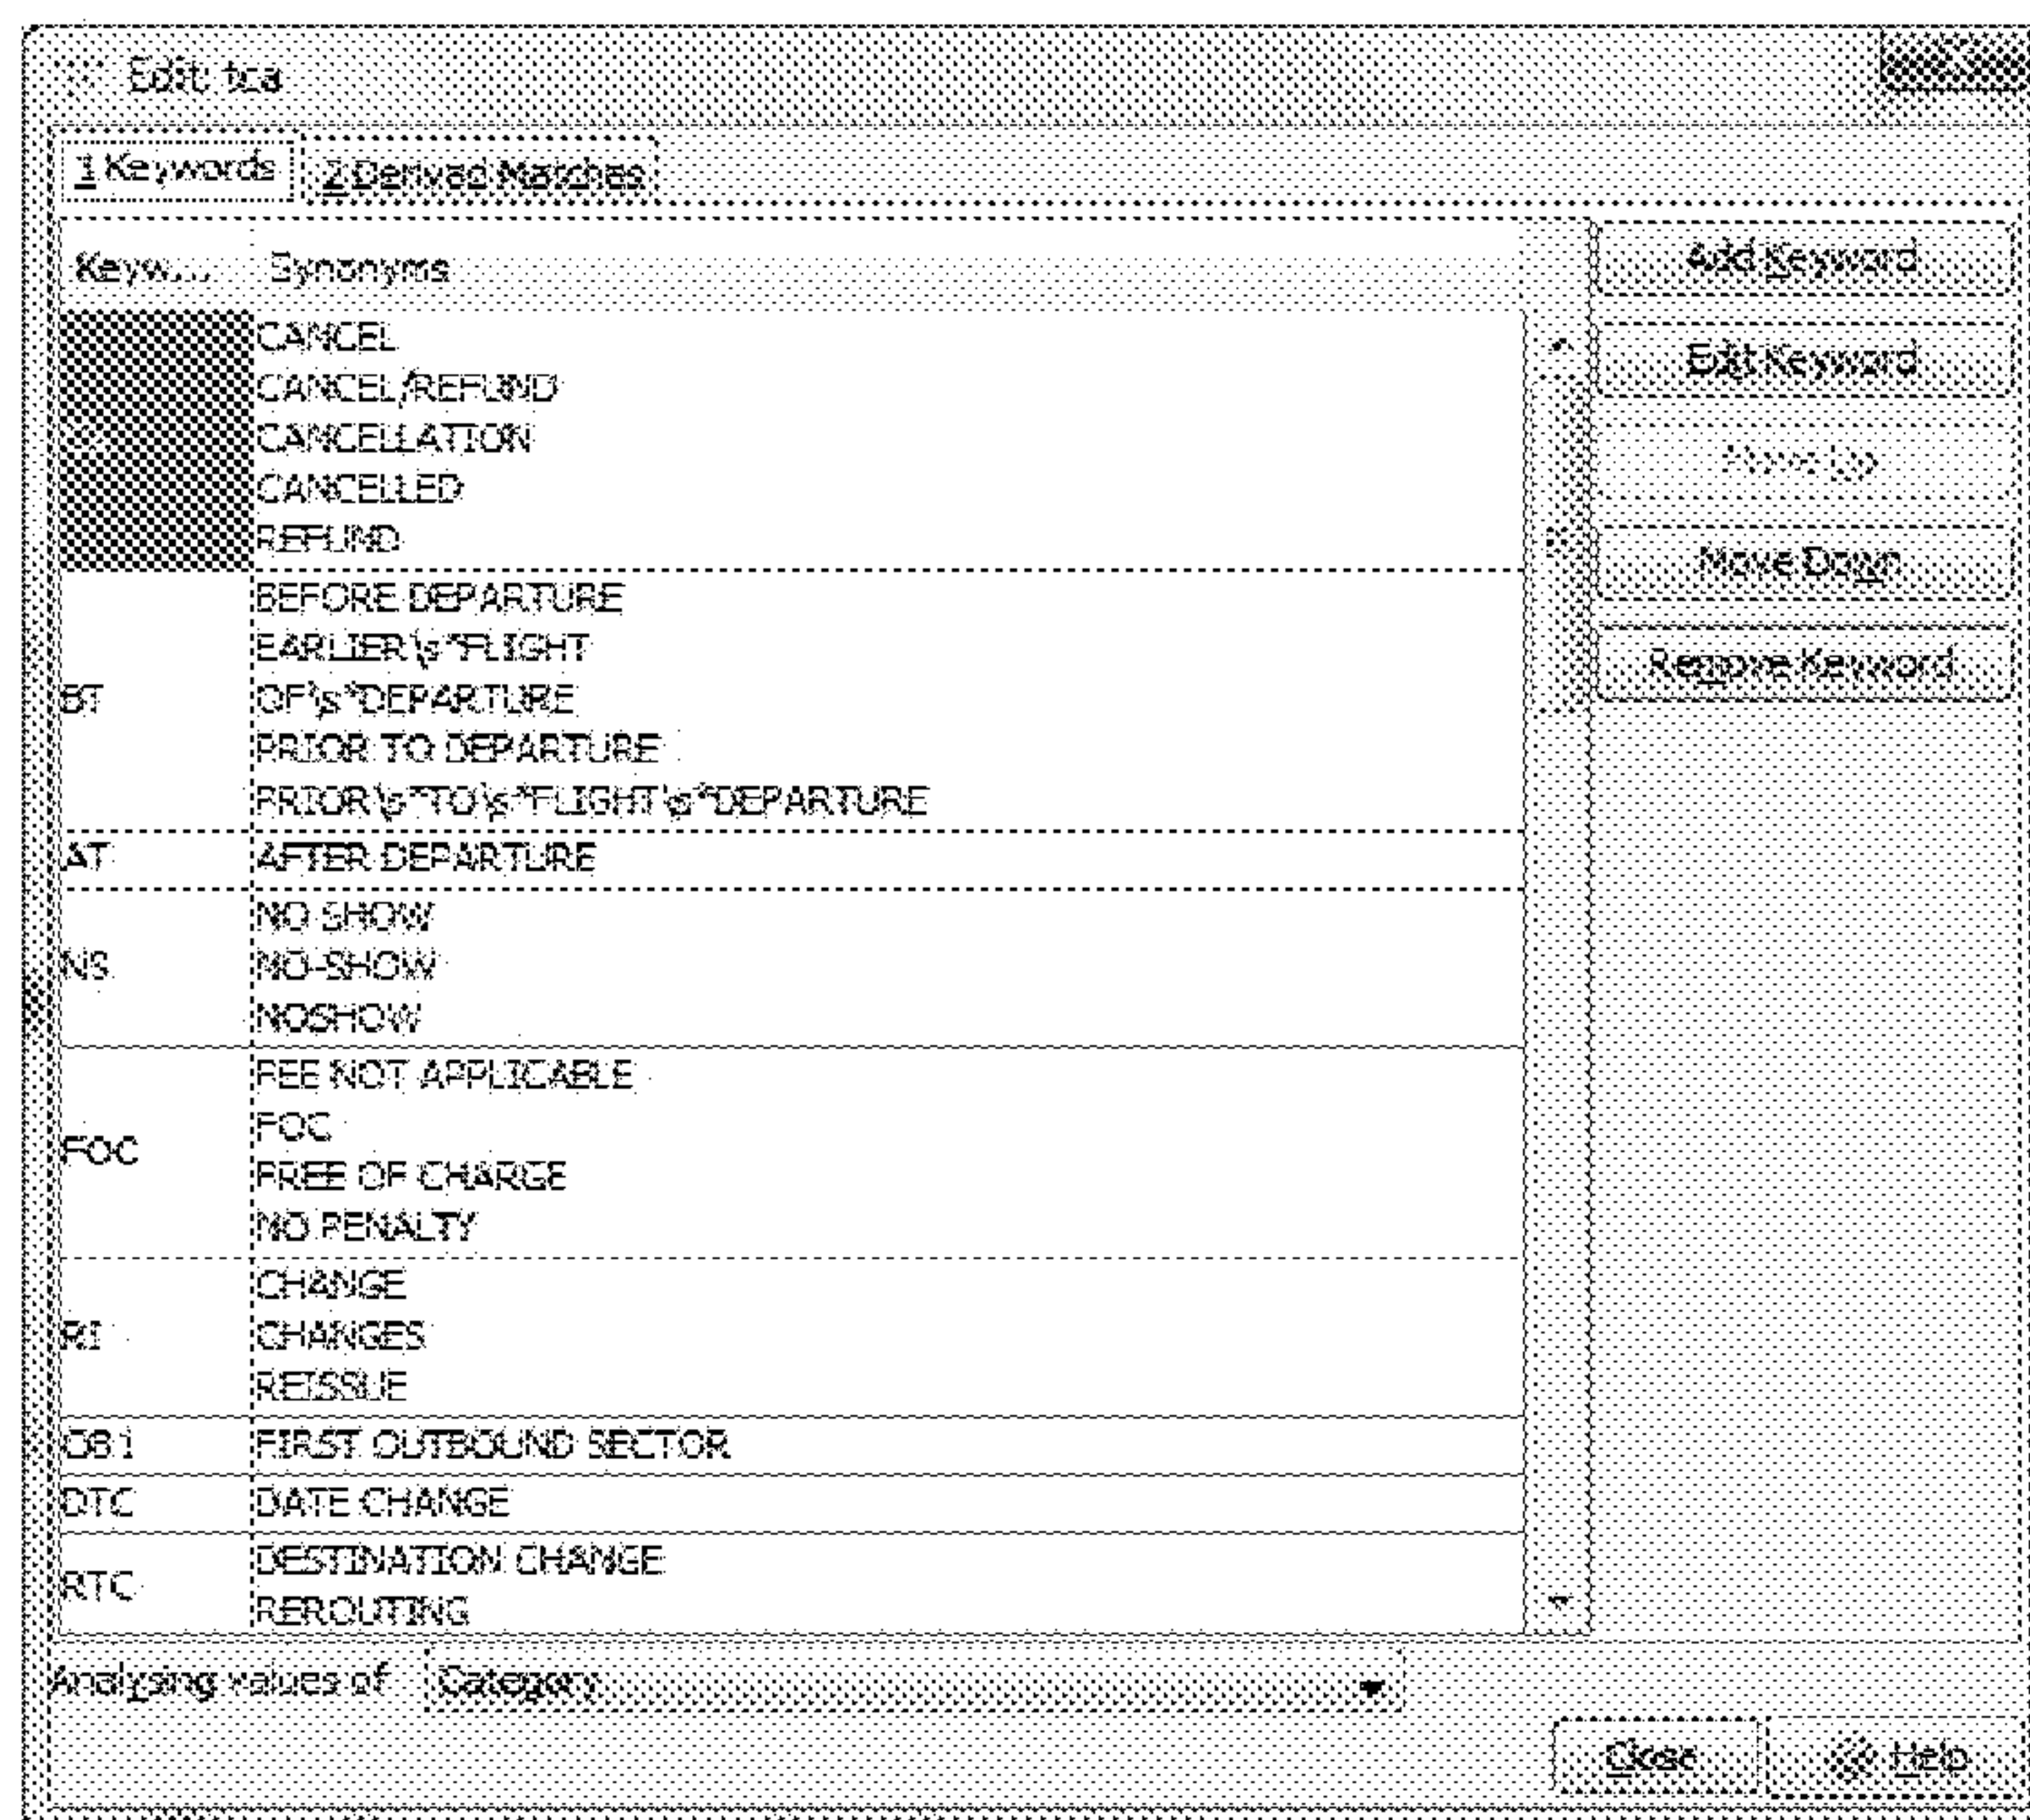 Edit: tca
1 Keywords 2 Derived Matches
Keyw... Synonyms
Add Keyword
Edit Keyword
Move Up
Move Down
Remove Keyword
CANCEL
CANCEL/REFUND
CANCELLATION
CANCELLED
REFUND
BT
BEFORE DEPARTURE
EARLIER\s*FLIGHT
OF\s*DEPARTURE
PRIOR TO DEPARTURE
PRIOR\s*TO\s*FLIGHT\s*DEPARTURE
AT AFTER DEPARTURE
NS
NO SHOW
NO-SHOW
NOSHOW
FOC
FEE NOT APPLICABLE
FOC
FREE OF CHARGE
NO PENALTY
RI
CHANGE
CHANGES
REISSUE
OB1 FIRST OUTBOUND SECTOR
DTC DATE CHANGE
RTC
DESTINATION CHANGE
REROUTING
Analysing values of Category
Close Help